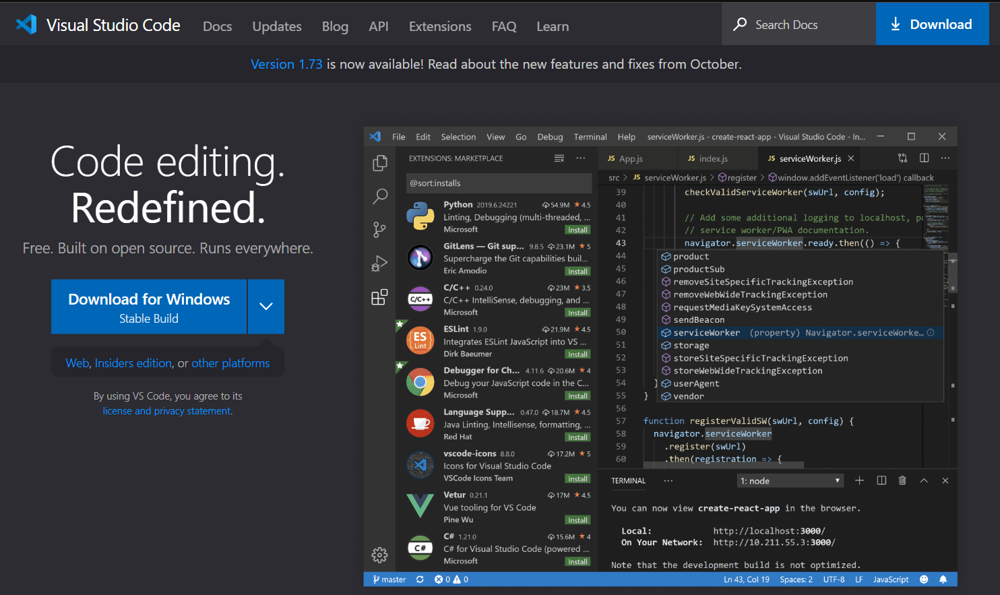 Visual Studio Code Docs Updates Blog API Extensions FAQ Learn Search Docs Download
Version 1.73 is now available! Read about the new features and fixes from October.
Code editing.
Redefined.
Free. Built on open source. Runs everywhere.
Download for Windows
Stable Build
Web, Insiders edition, or other platforms
By using VS Code, you agree to its
license and privacy statement.
File Edit Selection View Go Debug Terminal Help serviceWorker.js - create-react-app - Visual Studio Code - In...
EXTENSIONS: MARKETPLACE
@sort:installs
Python 2019.6.24221 54.9M 4.5
Linting, Debugging (multi-threaded, ...
Microsoft Install
GitLens — Git sup... 9.8.5 23.1M 5
Supercharge the Git capabilities buil...
Eric Amodio Install
C/C++
C/C++ 0.24.0 23M 3.5
C/C++ IntelliSense, debugging, and ...
Microsoft Install
ES
Lint
ESLint 1.9.0 21.9M 4.5
Integrates ESLint JavaScript into VS ...
Dirk Baeumer Install
Debugger for Ch... 4.11.6 20.6M 4
Debug your JavaScript code in the C...
Microsoft Install
Language Supp... 0.47.0 18.7M 4.5
Java Linting, Intellisense, formatting, ...
Red Hat Install
vscode-icons 8.8.0 17.2M 5
Icons for Visual Studio Code
VSCode Icons Team Install
Vetur 0.21.1 17M 4.5
Vue tooling for VS Code
Pine Wu Install
C#
C# 1.21.0 15.6M 4
C# for Visual Studio Code (powered ...
Microsoft Install
JS App.js JS index.js JS serviceWorker.js
src > JS serviceWorker.js > register > window.addEventListener('load') callback
39 checkValidServiceWorker(swUrl, config);
40
41 // Add some additional logging to localhost, po
42 // service worker/PWA documentation.
43 navigator.serviceWorker.ready.then(() => {
44 product
45 productSub
46 removeSiteSpecificTrackingException
47 removeWebWideTrackingException
48 requestMediaKeySystemAccess
49 sendBeacon
50 serviceWorker (property) Navigator.serviceWorke...
51 storage
52 storeSiteSpecificTrackingException
53 storeWebWideTrackingException
54 } userAgent
55 } vendor
56
57 function registerValidSW(swUrl, config) {
58 navigator.serviceWorker
59 .register(swUrl)
60 .then(registration => {
TERMINAL ... 1: node
You can now view create-react-app in the browser.
Local: http://localhost:3000/
On Your Network: http://10.211.55.3:3000/
Note that the development build is not optimized.
master 0 0 Ln 43, Col 19 Spaces: 2 UTF-8 LF JavaScript